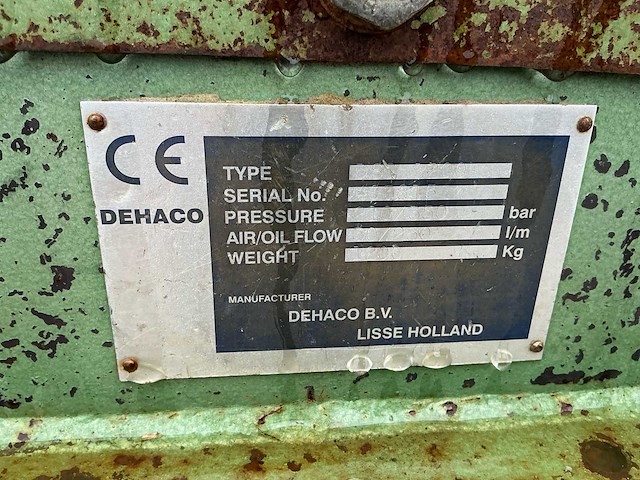 CE
DEHACO
TYPE
SERIAL No.
PRESSURE bar
AIR/OIL FLOW l/m
WEIGHT Kg
MANUFACTURER
DEHACO B.V.
LISSE HOLLAND